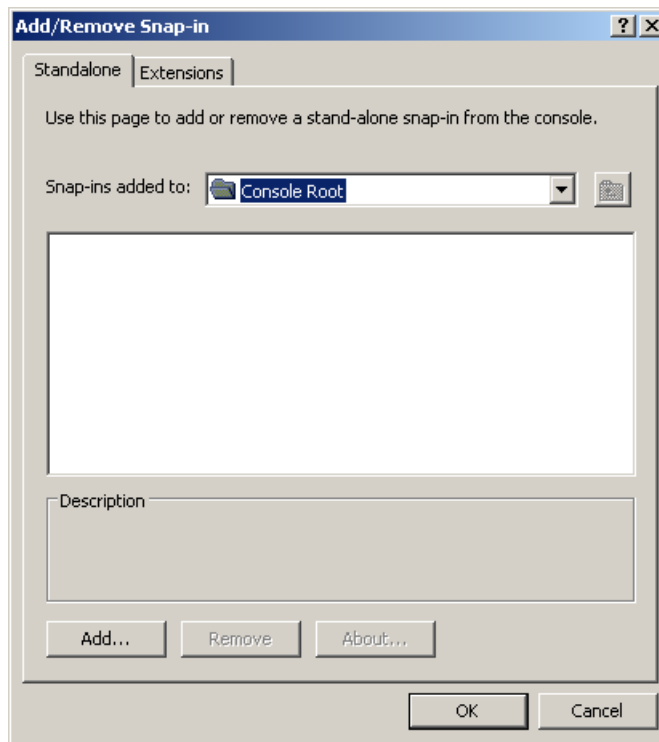 Add/Remove Snap-in
Standalone
Extensions
Use this page to add or remove a stand-alone snap-in from the console.
Snap-ins added to:
Console Root
Description
Add...
Remove
About...
OK
Cancel